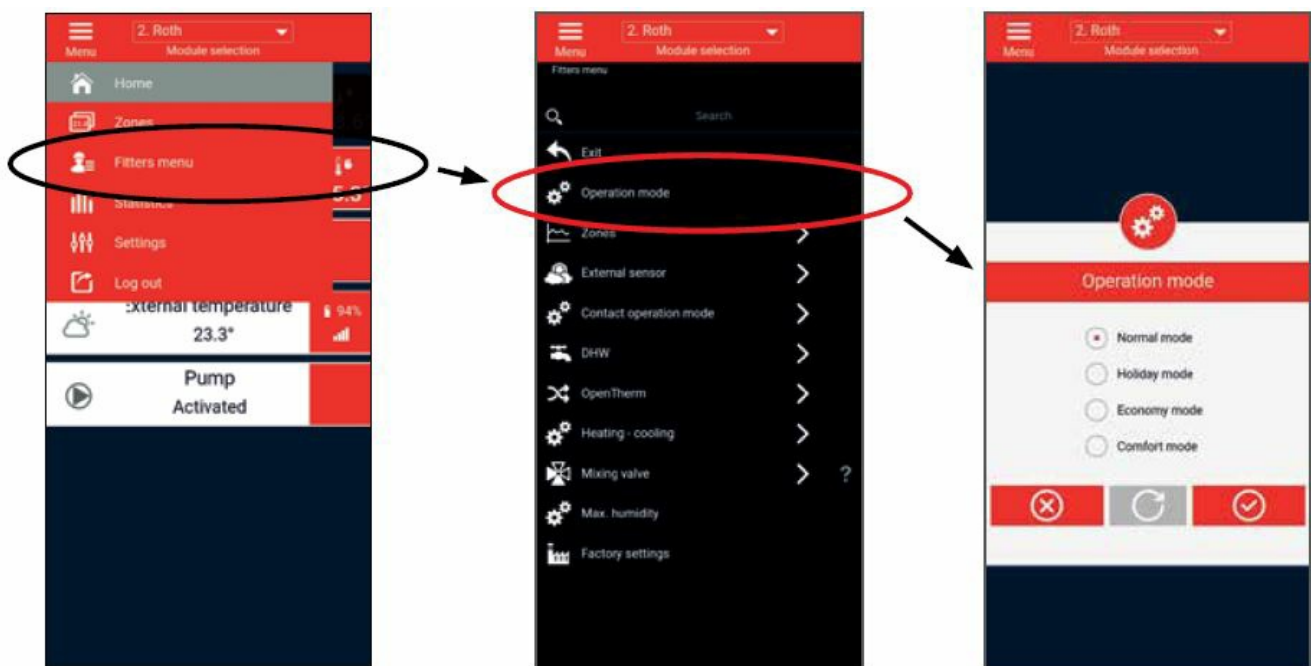 2. Roth
Menu
Module selection
Home
Zones
Fitters menu
Statistics
Settings
Log out
External temperature
23.3°
94%
Pump
Activated
2. Roth
Menu
Module selection
Fitters menu
Search
Exit
Operation mode
Zones
External sensor
Contact operation mode
DHW
OpenTherm
Heating - cooling
Mixing valve
?
Max. humidity
Factory settings
2. Roth
Menu
Module selection
Operation mode
Normal mode
Holiday mode
Economy mode
Comfort mode